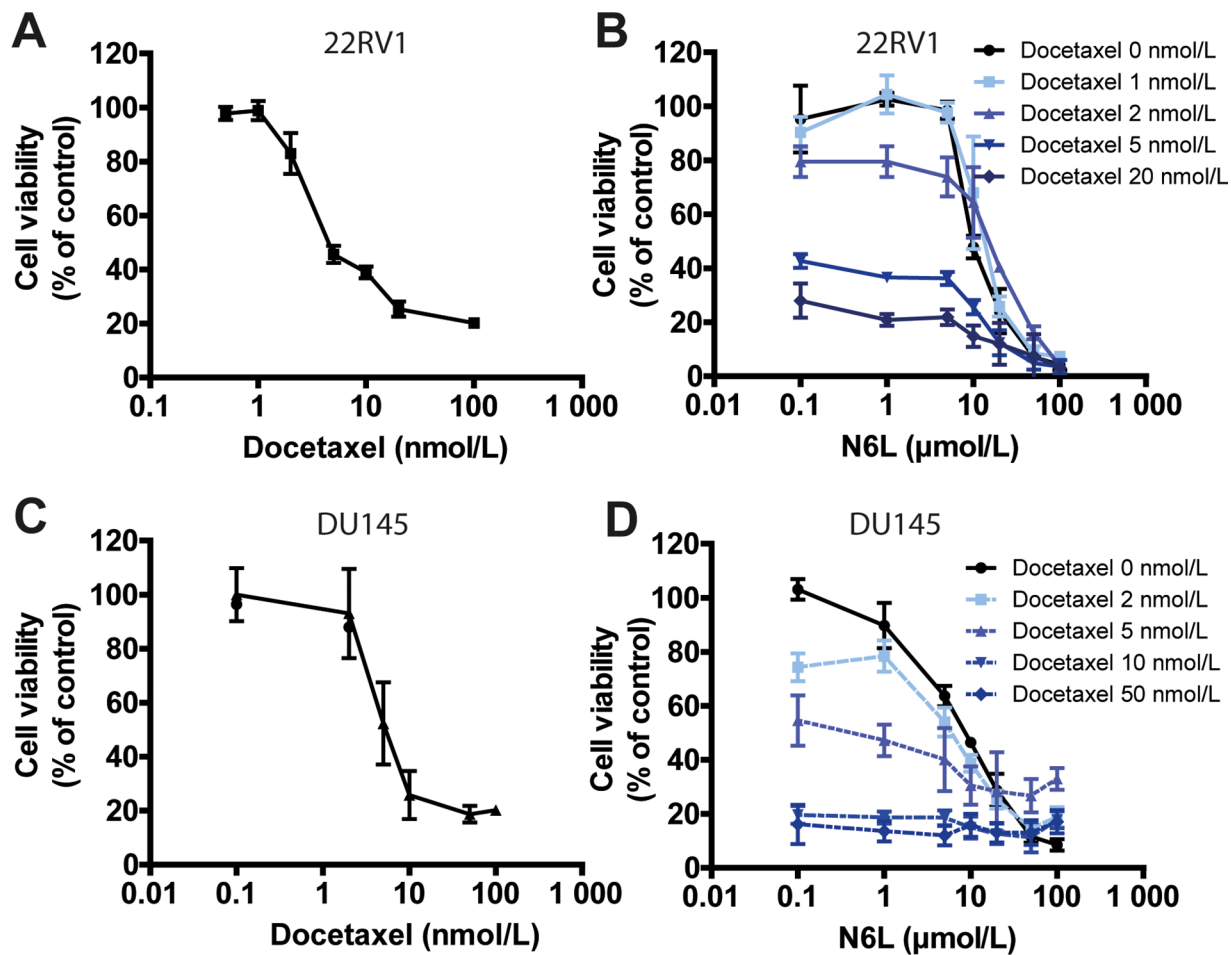 A
22RV1
Cell viability
(% of control)
120
100
80
60
40
20
0
0.1
1
10
100
1 000
Docetaxel (nmol/L)
B
22RV1
Docetaxel 0 nmol/L
Docetaxel 1 nmol/L
Docetaxel 2 nmol/L
Docetaxel 5 nmol/L
Docetaxel 20 nmol/L
Cell viability
(% of control)
120
100
80
60
40
20
0
0.01
0.1
1
10
100
1 000
N6L (µmol/L)
C
DU145
Cell viability
(% of control)
120
100
80
60
40
20
0
0.01
0.1
1
10
100
1 000
Docetaxel (nmol/L)
D
DU145
Docetaxel 0 nmol/L
Docetaxel 2 nmol/L
Docetaxel 5 nmol/L
Docetaxel 10 nmol/L
Docetaxel 50 nmol/L
Cell viability
(% of control)
120
100
80
60
40
20
0
0.01
0.1
1
10
100
1 000
N6L (µmol/L)